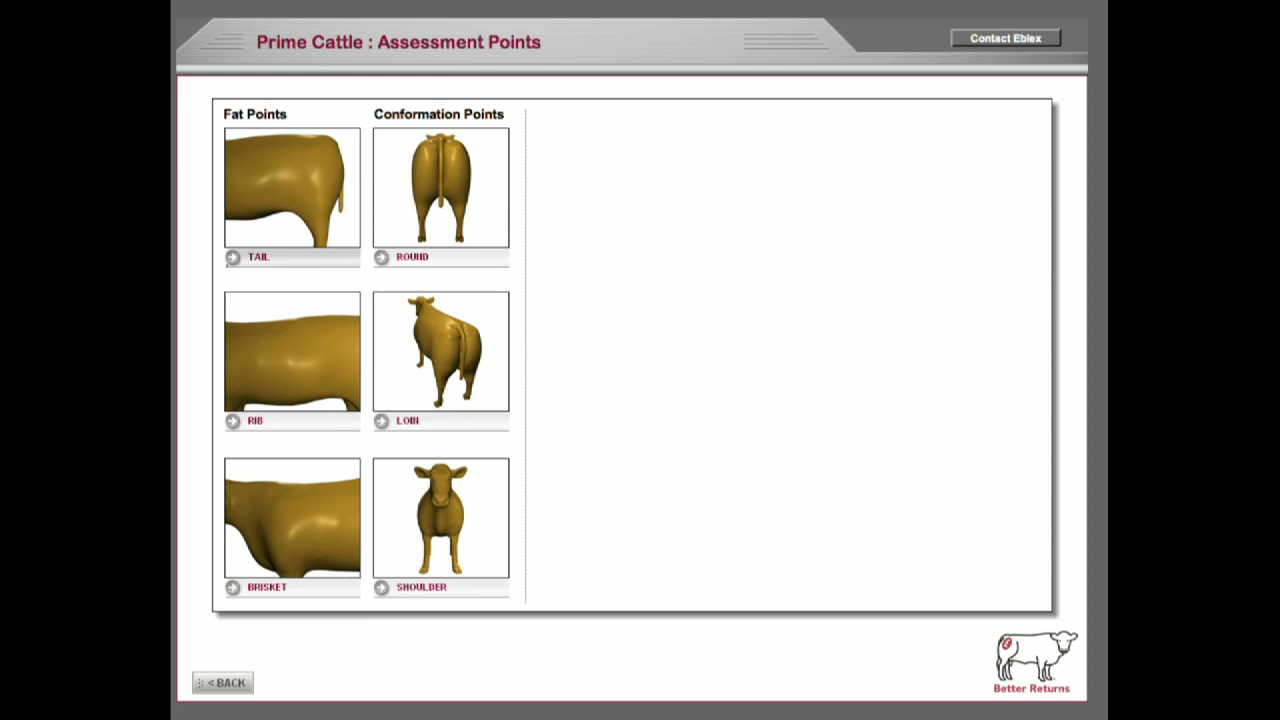 Prime Cattle : Assessment Points
Contact Eblex
Fat Points
Conformation Points
TAIL
ROUND
RIB
LOIN
BRISKET
SHOULDER
< BACK
Better Returns